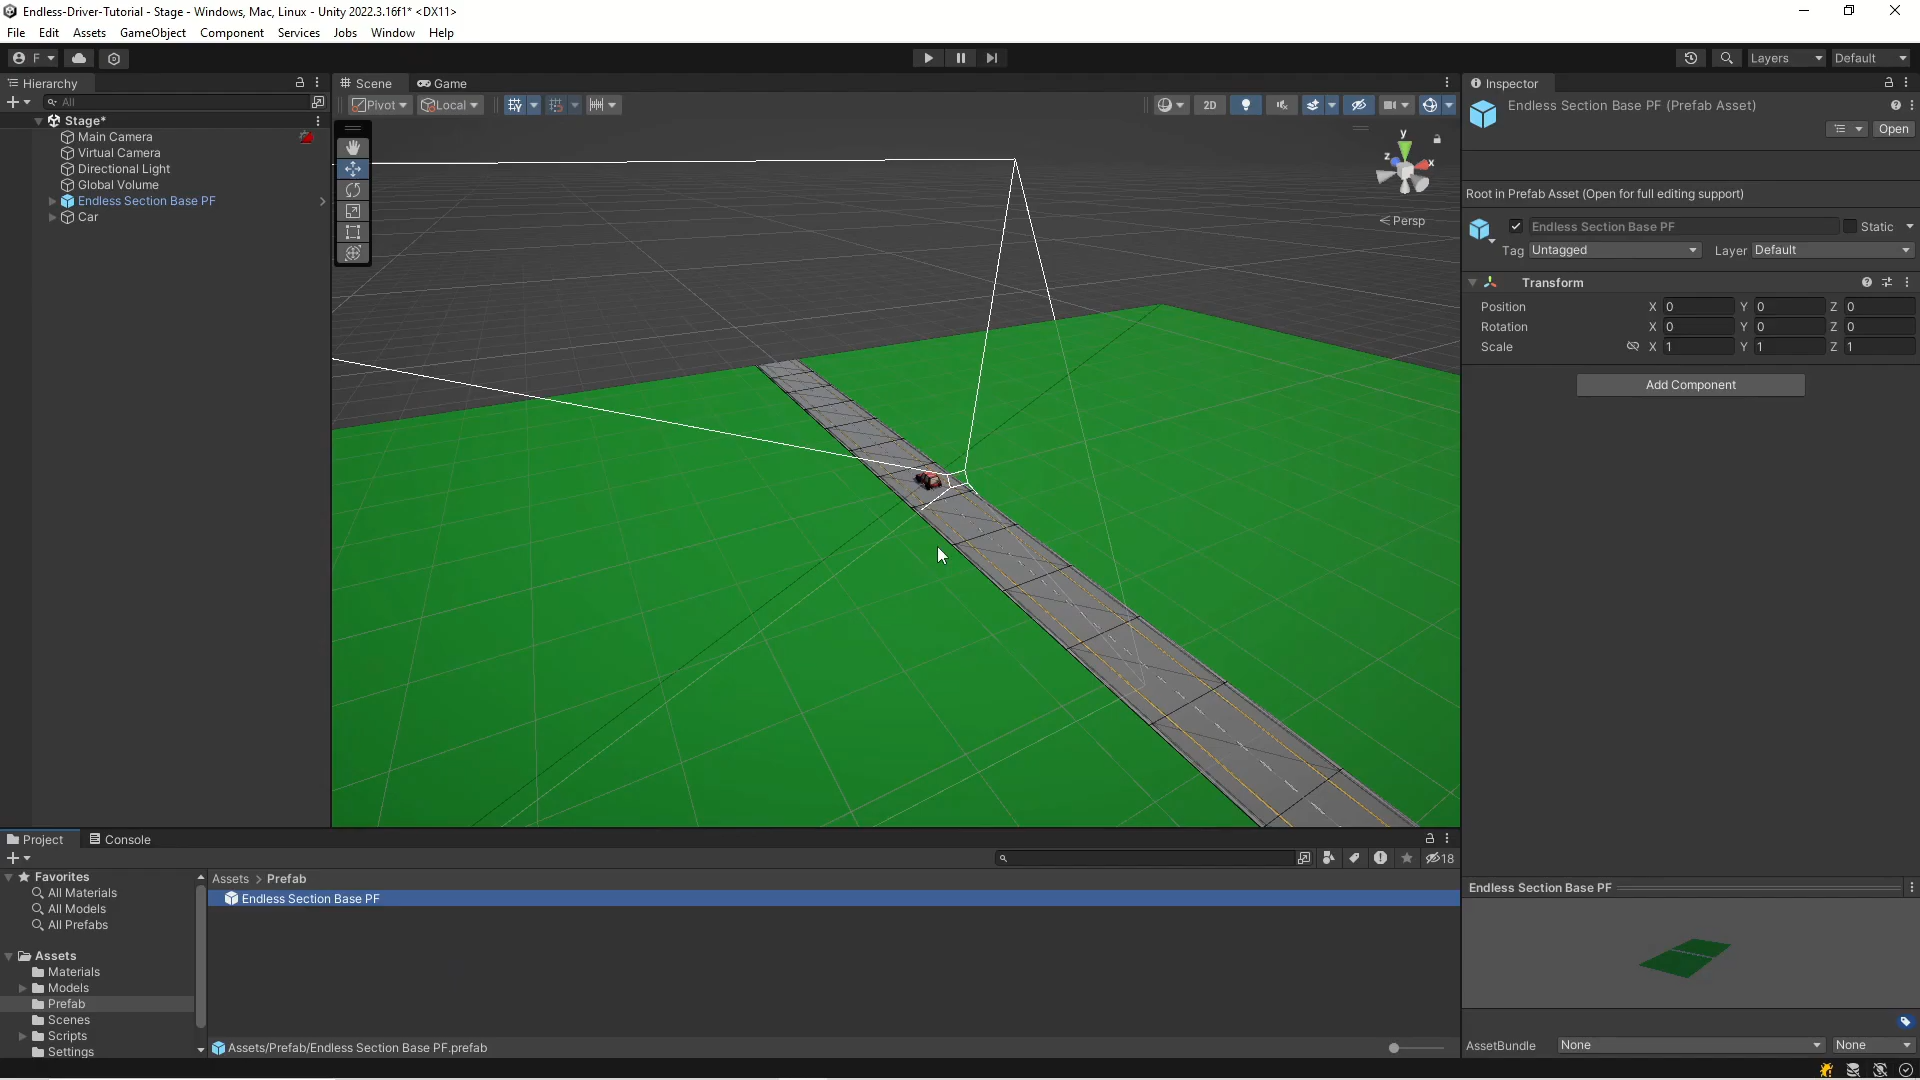 Endless-Driver-Tutorial - Stage - Windows, Mac, Linux - Unity 2022.3.16f1* <DX11>
File Edit Assets GameObject Component Services Jobs Window Help
F Layers Default
Hierarchy
All
Stage*
Main Camera
Virtual Camera
Directional Light
Global Volume
Endless Section Base PF
Car
Scene Game
Pivot Local 2D
y
z x
Persp
Inspector
Endless Section Base PF (Prefab Asset)
Open
Root in Prefab Asset (Open for full editing support)
Endless Section Base PF Static
Tag Untagged Layer Default
Transform
Position X 0 Y 0 Z 0
Rotation X 0 Y 0 Z 0
Scale X 1 Y 1 Z 1
Add Component
Project Console
18
Favorites
All Materials
All Models
All Prefabs
Assets
Materials
Models
Prefab
Scenes
Scripts
Settings
Assets > Prefab
Endless Section Base PF
Assets/Prefab/Endless Section Base PF.prefab
Endless Section Base PF
AssetBundle None None